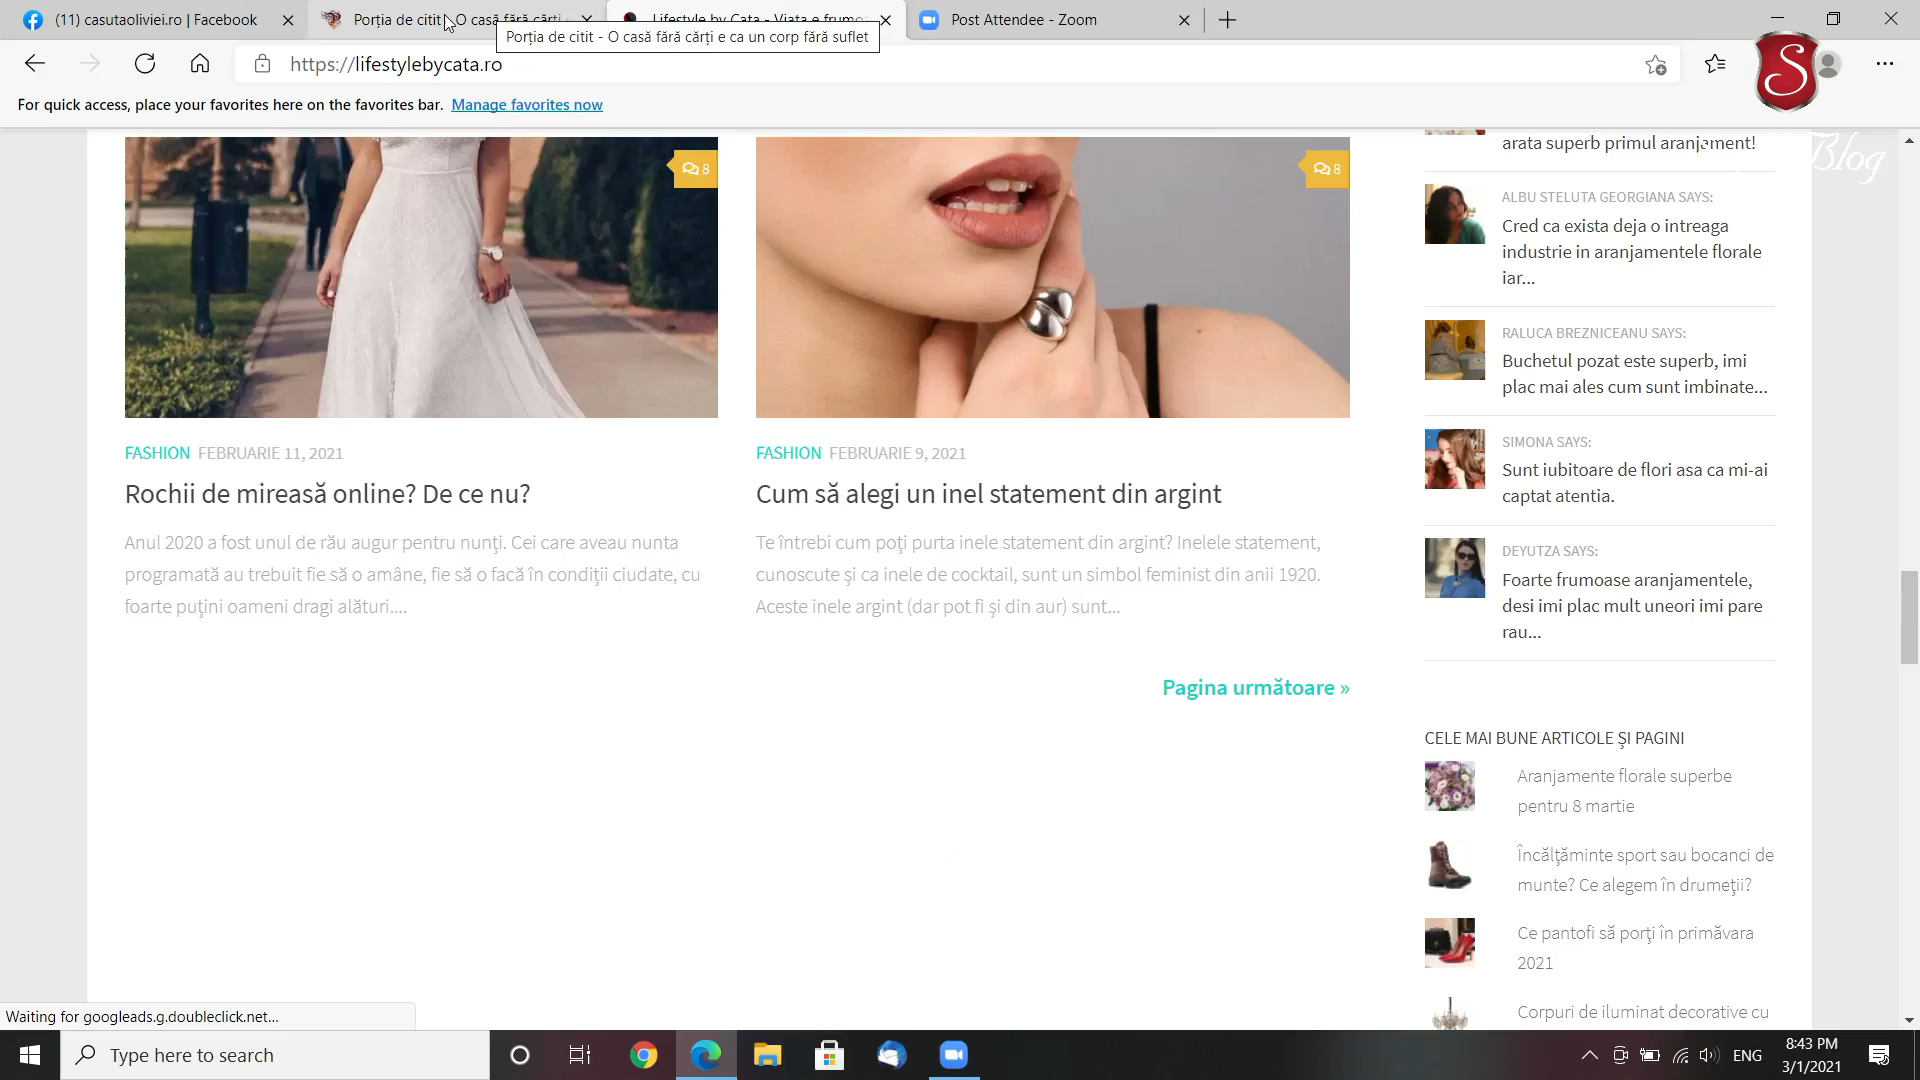 (11) casutaoliviei.ro | Facebook
Porția de citit - O casă fără cărți
Lifestyle by Cata - Viața e frumo
Post Attendee - Zoom
Porția de citit - O casă fără cărți e ca un corp fără suflet
https://lifestylebycata.ro
S
For quick access, place your favorites here on the favorites bar. Manage favorites now
Blog
8
8
FASHION FEBRUARIE 11, 2021
Rochii de mireasă online? De ce nu?
Anul 2020 a fost unul de rău augur pentru nunți. Cei care aveau nunta
programată au trebuit fie să o amâne, fie să o facă în condiții ciudate, cu
foarte puțini oameni dragi alături....
FASHION FEBRUARIE 9, 2021
Cum să alegi un inel statement din argint
Te întrebi cum poți purta inele statement din argint? Inelele statement,
cunoscute și ca inele de cocktail, sunt un simbol feminist din anii 1920.
Aceste inele argint (dar pot fi și din aur) sunt...
Pagina următoare »
arata superb primul aranjament!
ALBU STELUTA GEORGIANA SAYS:
Cred ca exista deja o intreaga
industrie in aranjamentele florale
iar...
RALUCA BREZNICEANU SAYS:
Buchetul pozat este superb, imi
plac mai ales cum sunt imbinate...
SIMONA SAYS:
Sunt iubitoare de flori asa ca mi-ai
captat atentia.
DEYUTZA SAYS:
Foarte frumoase aranjamentele,
desi imi plac mult uneori imi pare
rau...
CELE MAI BUNE ARTICOLE ȘI PAGINI
Aranjamente florale superbe
pentru 8 martie
Încălțăminte sport sau bocanci de
munte? Ce alegem în drumeții?
Ce pantofi să porți în primăvara
2021
Corpuri de iluminat decorative cu
Waiting for googleads.g.doubleclick.net...
Type here to search
ENG
8:43 PM
3/1/2021